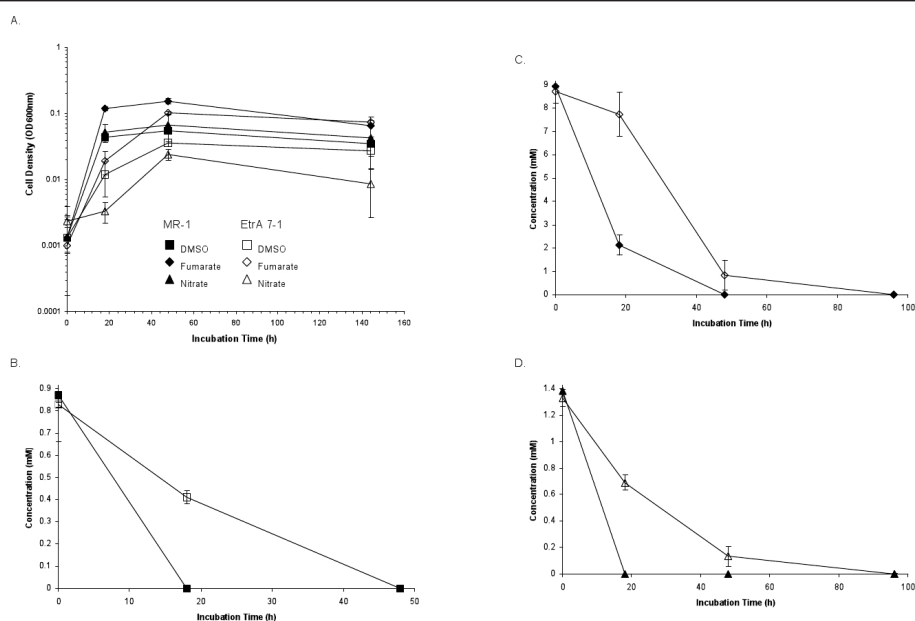 A.
Cell Density (OD600nm)
1
0.1
0.01
0.001
0.0001
0 20 40 60 80 100 120 140 160
Incubation Time (h)
MR-1 EtrA 7-1
DMSO DMSO
Fumarate Fumarate
Nitrate Nitrate
C.
Concentration (mM)
9
8
7
6
5
4
3
2
1
0
0 20 40 60 80 100
Incubation Time (h)
B.
Concentration (mM)
0.9
0.8
0.7
0.6
0.5
0.4
0.3
0.2
0.1
0
0 10 20 30 40 50
Incubation Time (h)
D.
Concentration (mM)
1.4
1.2
1
0.8
0.6
0.4
0.2
0
0 20 40 60 80 100
Incubation Time (h)